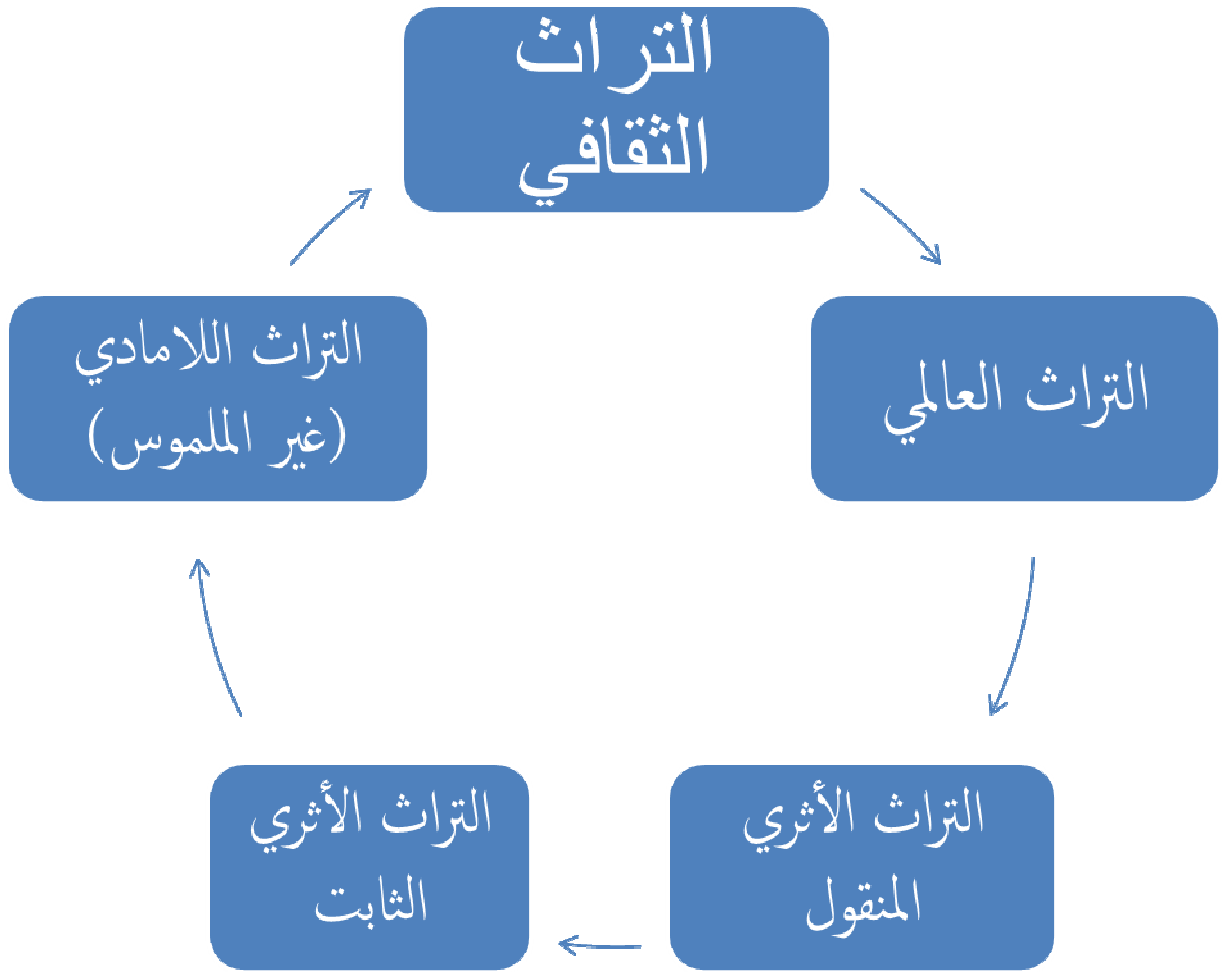 التراث
الثقافي
التراث العالمي
التراث الأثري
المنقول
التراث الأثري
الثابت
التراث اللامادي
(غير الملموس)